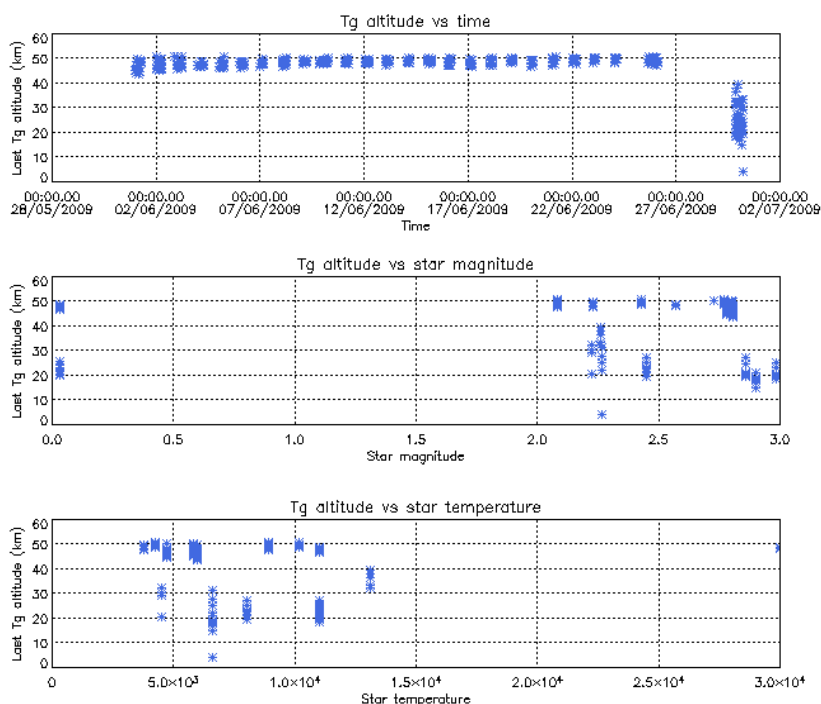 Tg altitude vs time
Last Tg altitude (km)
60
50
40
30
20
10
0
00:00.00 00:00.00 00:00.00 00:00.00 00:00.00 00:00.00 00:00.00 00:00.00
28/05/2009 02/06/2009 07/06/2009 12/06/2009 17/06/2009 22/06/2009 27/06/2009 02/07/2009
Time
Tg altitude vs star magnitude
Last Tg altitude (km)
60
50
40
30
20
10
0
0.0 0.5 1.0 1.5 2.0 2.5 3.0
Star magnitude
Tg altitude vs star temperature
Last Tg altitude (km)
60
50
40
30
20
10
0
0 5.0×10³ 1.0×10⁴ 1.5×10⁴ 2.0×10⁴ 2.5×10⁴ 3.0×10⁴
Star temperature